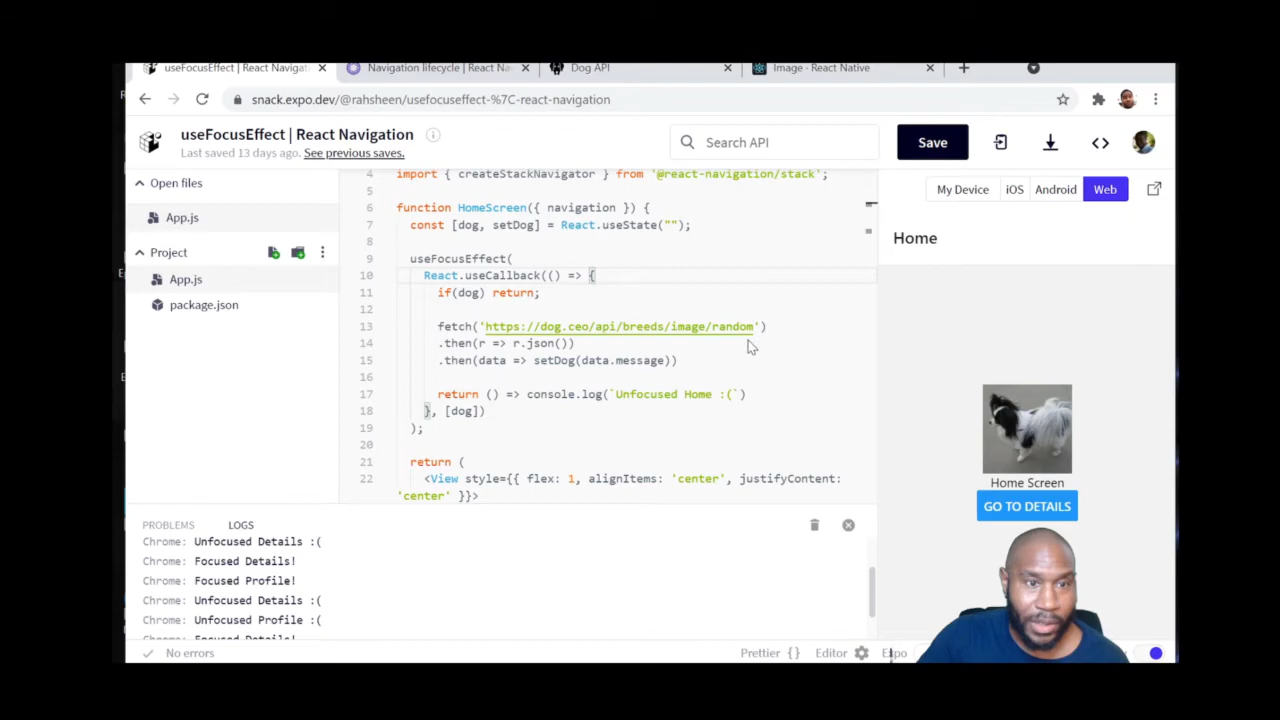 useFocusEffect | React Navigat
Navigation lifecycle | React Na
Dog API
Image - React Native
snack.expo.dev/@rahsheen/usefocuseffect-%7C-react-navigation
useFocusEffect | React Navigation
Last saved 13 days ago. See previous saves.
Search API
Save
Open files
App.js
Project
App.js
package.json
4 import { createStackNavigator } from '@react-navigation/stack';
5
6 function HomeScreen({ navigation }) {
7 const [dog, setDog] = React.useState("");
8
9 useFocusEffect(
10 React.useCallback(() => {
11 if(dog) return;
12
13 fetch('https://dog.ceo/api/breeds/image/random')
14 .then(r => r.json())
15 .then(data => setDog(data.message))
16
17 return () => console.log(`Unfocused Home :(`)
18 }, [dog])
19 );
20
21 return (
22 <View style={{ flex: 1, alignItems: 'center', justifyContent:
'center' }}>
My Device iOS Android Web
Home
Home Screen
GO TO DETAILS
PROBLEMS LOGS
Chrome: Unfocused Details :(
Chrome: Focused Details!
Chrome: Focused Profile!
Chrome: Unfocused Details :(
Chrome: Unfocused Profile :(
Chrome: Focused Details!
No errors
Prettier {} Editor Expo